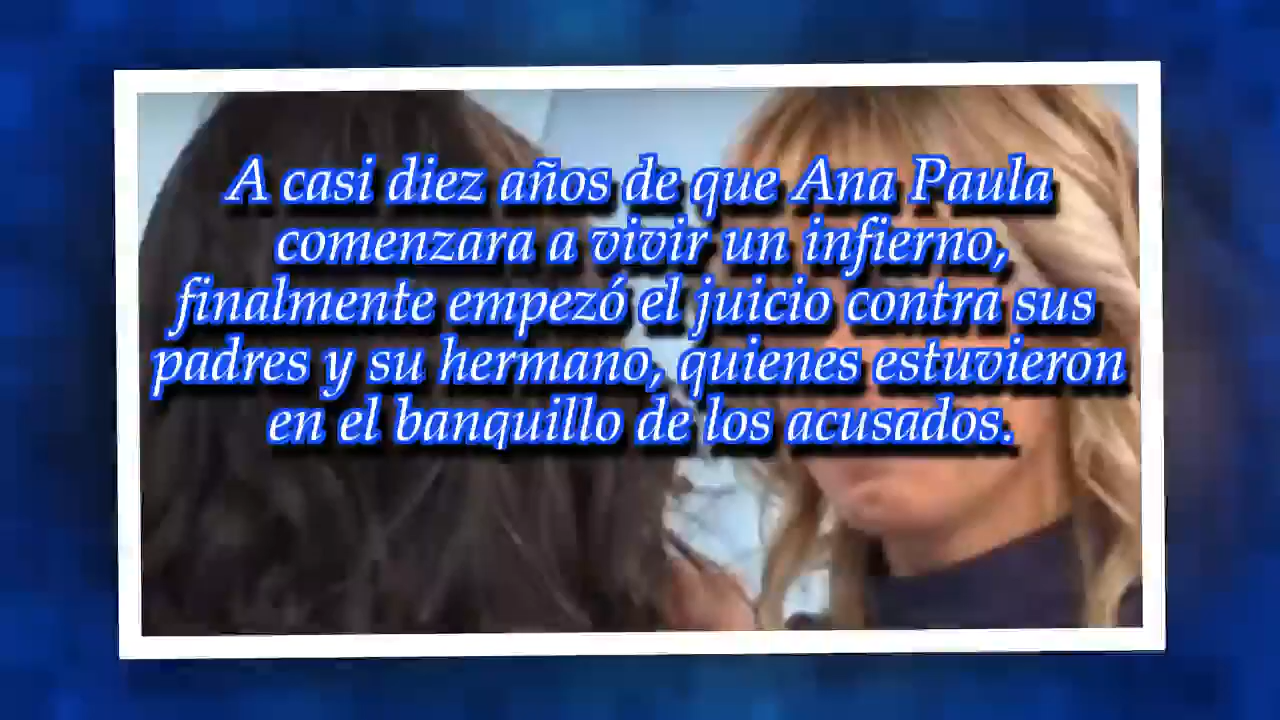 A casi diez años de que Ana Paula
comenzara a vivir un infierno,
finalmente empezó el juicio contra sus
padres y su hermano, quienes estuvieron
en el banquillo de los acusados.